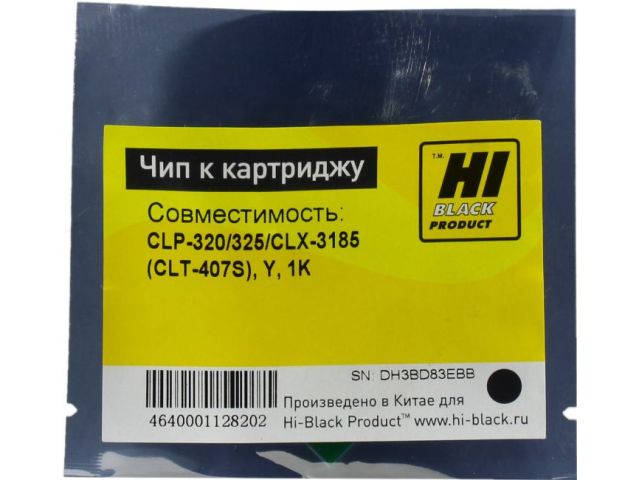 Чип к картриджу
T.M.
HI
BLACK
PRODUCT
Совместимость:
CLP-320/325/CLX-3185
(CLT-407S), Y, 1K
SN: DH3BD83EBB
4640001128202
Произведено в Китае для
Hi-Black Product™ www.hi-black.ru